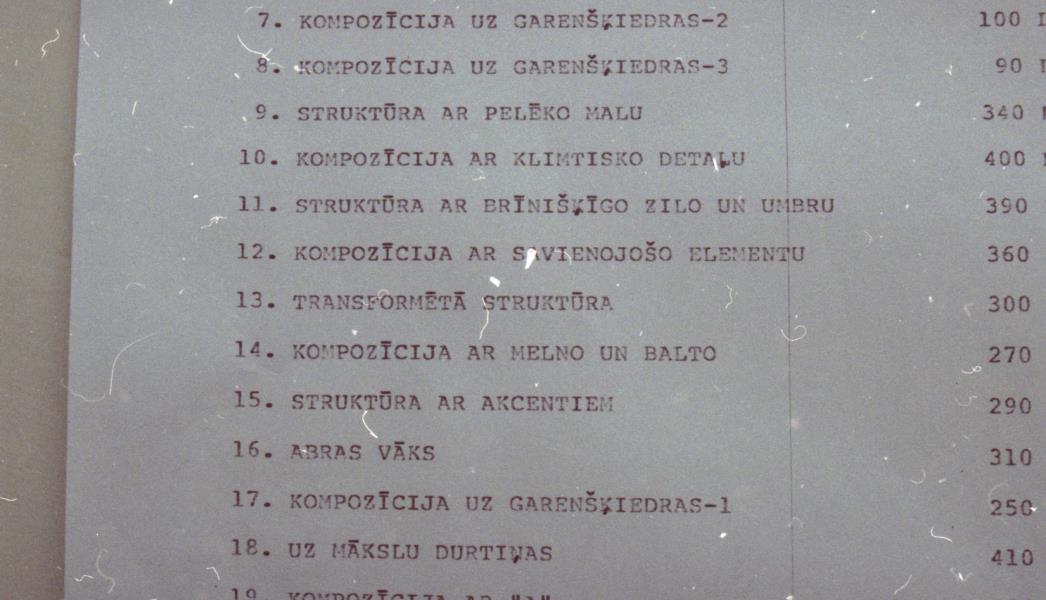 7. KOMPOZĪCIJA UZ GARENŠĶIEDRAS-2 100
8. KOMPOZĪCIJA UZ GARENŠĶIEDRAS-3 90
9. STRUKTŪRA AR PELĒKO MALU 340
10. KOMPOZĪCIJA AR KLIMTISKO DETAĻU 400
11. STRUKTŪRA AR BRĪNIŠĶĪGO ZILO UN UMBRU 390
12. KOMPOZĪCIJA AR SAVIENOJOŠO ELEMENTU 360
13. TRANSFORMĒTĀ STRUKTŪRA 300
14. KOMPOZĪCIJA AR MELNO UN BALTO 270
15. STRUKTŪRA AR AKCENTIEM 290
16. ABRAS VĀKS 310
17. KOMPOZĪCIJA UZ GARENŠĶIEDRAS-1 250
18. UZ MĀKSLU DURTIŅAS 410
19. KOMPOZĪCIJA AR